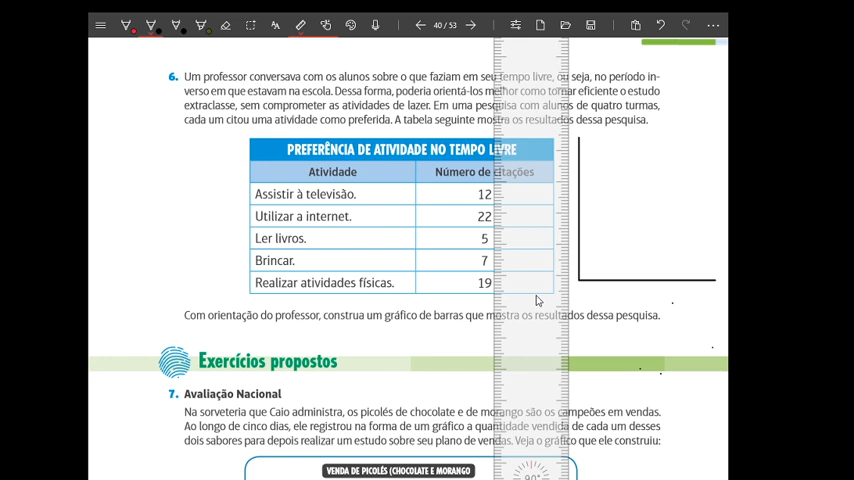 40 / 53
6. Um professor conversava com os alunos sobre o que faziam em seu tempo livre, ou seja, no período in-
verso em que estavam na escola. Dessa forma, poderia orientá-los melhor como tornar eficiente o estudo
extraclasse, sem comprometer as atividades de lazer. Em uma pesquisa com alunos de quatro turmas,
cada um citou uma atividade como preferida. A tabela seguinte mostra os resultados dessa pesquisa.
PREFERÊNCIA DE ATIVIDADE NO TEMPO LIVRE
Atividade Número de citações
Assistir à televisão. 12
Utilizar a internet. 22
Ler livros. 5
Brincar. 7
Realizar atividades físicas. 19
Com orientação do professor, construa um gráfico de barras que mostra os resultados dessa pesquisa.
Exercícios propostos
7. Avaliação Nacional
Na sorveteria que Caio administra, os picolés de chocolate e de morango são os campeões em vendas.
Ao longo de cinco dias, ele registrou na forma de um gráfico a quantidade vendida de cada um desses
dois sabores para depois realizar um estudo sobre seu plano de vendas. Veja o gráfico que ele construiu:
VENDA DE PICOLÉS (CHOCOLATE E MORANGO
90°